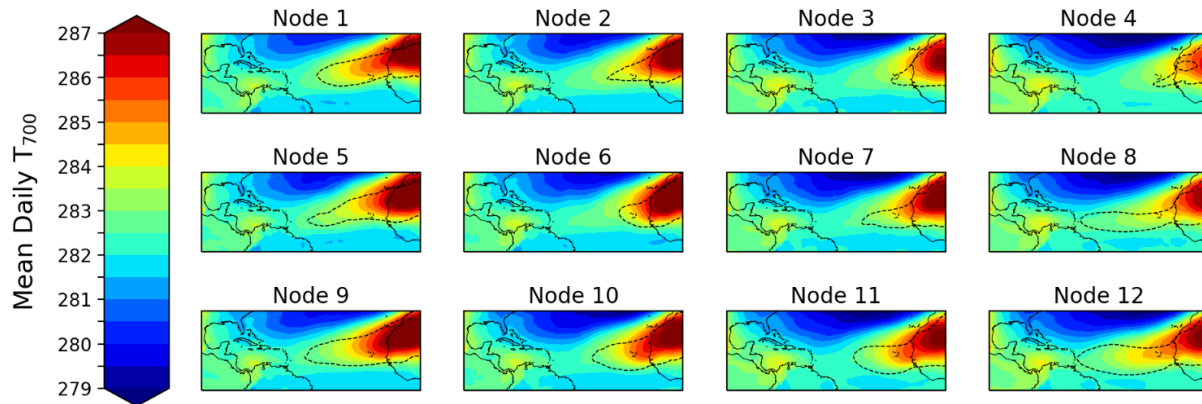 Node 1
Node 2
Node 3
Node 4
287
286
285
284
283
282
281
280
279
Mean Daily T700
Node 5
Node 6
Node 7
Node 8
Node 9
Node 10
Node 11
Node 12